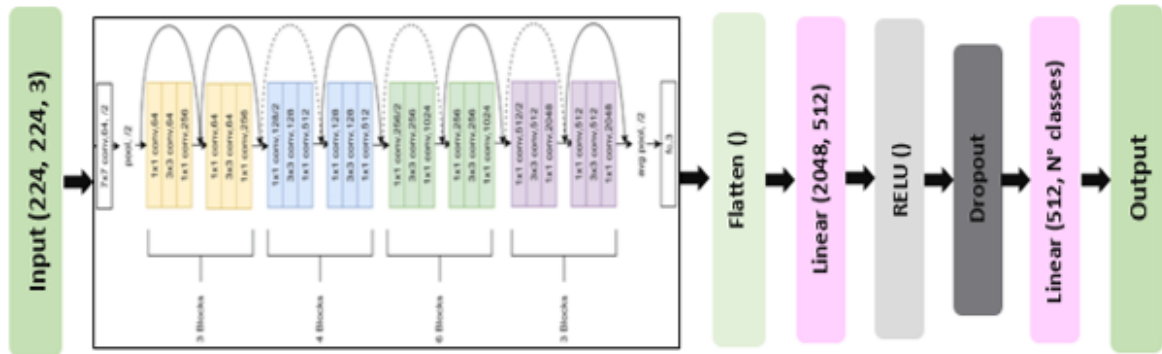 Input (224, 224, 3)
7x7 conv,64, /2
pool, /2
1x1 conv,64
3x3 conv,64
1x1 conv,256
1x1 conv,64
3x3 conv,64
1x1 conv,256
1x1 conv,128/2
3x3 conv,128
1x1 conv,512
1x1 conv,128
3x3 conv,128
1x1 conv,512
1x1 conv,256/2
3x3 conv,256
1x1 conv,1024
1x1 conv,256
3x3 conv,256
1x1 conv,1024
1x1 conv,512/2
3x3 conv,512
1x1 conv,2048
1x1 conv,512
3x3 conv,512
1x1 conv,2048
avg pool, /2
3 Blocks
4 Blocks
6 Blocks
3 Blocks
Flatten ()
Linear (2048, 512)
RELU ()
Dropout
Linear (512, N° classes)
Output